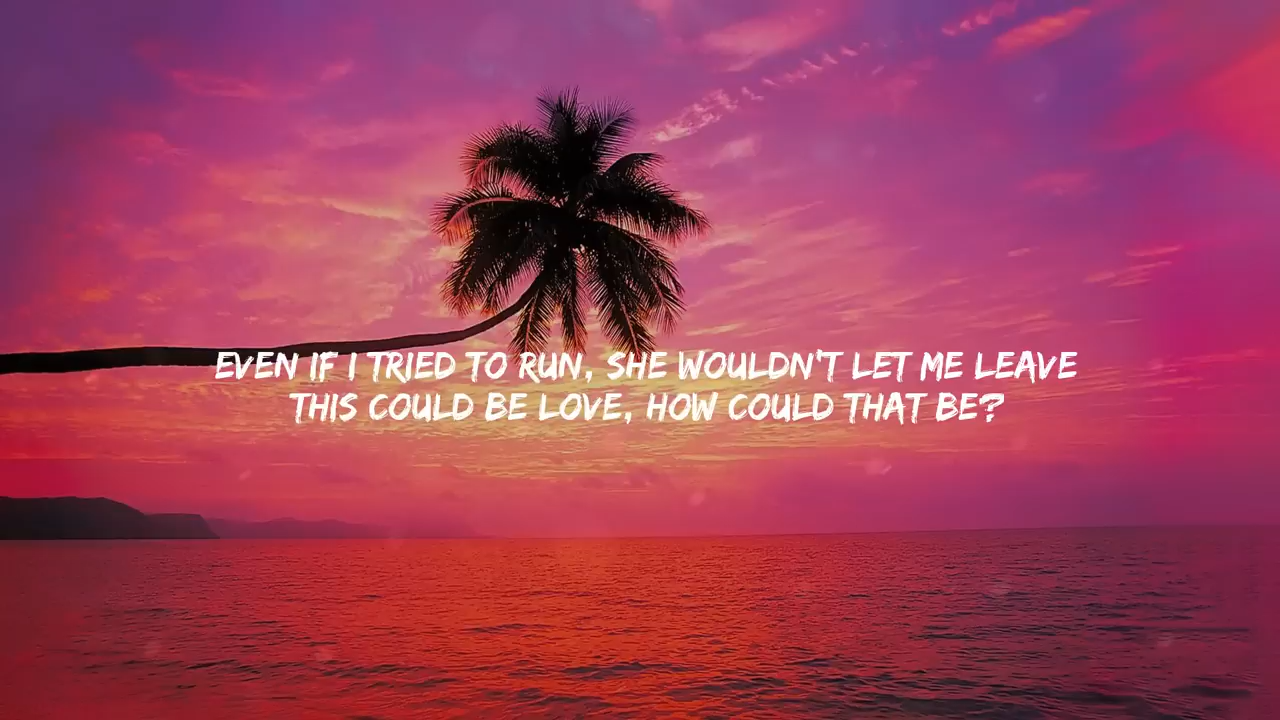 EVEN IF I TRIED TO RUN, SHE WOULDN'T LET ME LEAVE
THIS COULD BE LOVE, HOW COULD THAT BE?